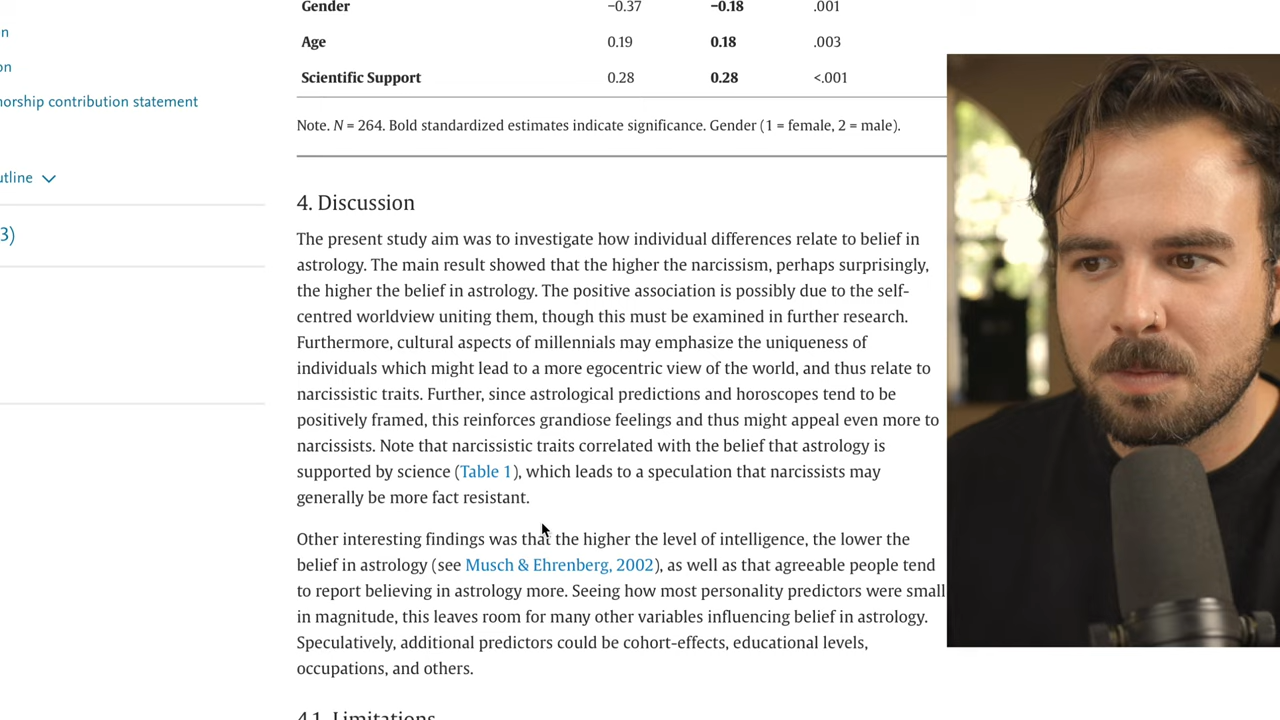 Gender −0.37 −0.18 .001
n
Age 0.19 0.18 .003
on
Scientific Support 0.28 0.28 <.001
norship contribution statement
Note. N = 264. Bold standardized estimates indicate significance. Gender (1 = female, 2 = male).
utline
3)
4. Discussion
The present study aim was to investigate how individual differences relate to belief in
astrology. The main result showed that the higher the narcissism, perhaps surprisingly,
the higher the belief in astrology. The positive association is possibly due to the self-
centred worldview uniting them, though this must be examined in further research.
Furthermore, cultural aspects of millennials may emphasize the uniqueness of
individuals which might lead to a more egocentric view of the world, and thus relate to
narcissistic traits. Further, since astrological predictions and horoscopes tend to be
positively framed, this reinforces grandiose feelings and thus might appeal even more to
narcissists. Note that narcissistic traits correlated with the belief that astrology is
supported by science (Table 1), which leads to a speculation that narcissists may
generally be more fact resistant.
Other interesting findings was that the higher the level of intelligence, the lower the
belief in astrology (see Musch & Ehrenberg, 2002), as well as that agreeable people tend
to report believing in astrology more. Seeing how most personality predictors were small
in magnitude, this leaves room for many other variables influencing belief in astrology.
Speculatively, additional predictors could be cohort-effects, educational levels,
occupations, and others.
4.1. Limitations